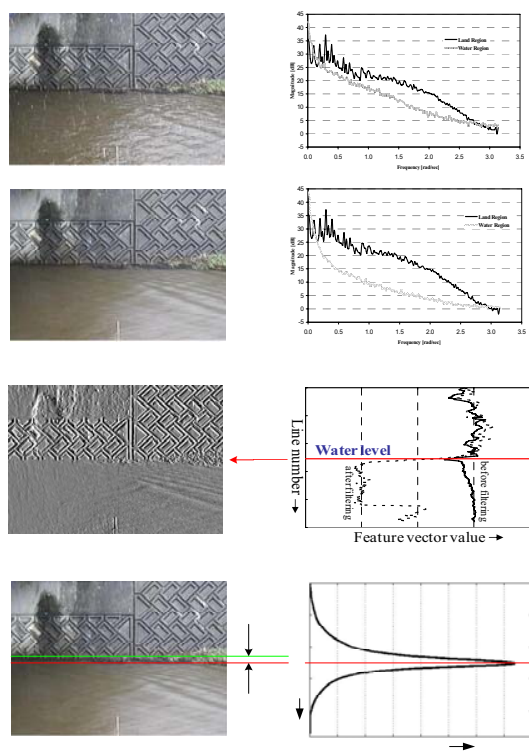 45
40
35
30
25
20
15
10
5
0
-5
Magnitude [dB]
Land Region
Water Region
0.0 0.5 1.0 1.5 2.0 2.5 3.0 3.5
Frequency [rad/sec]
45
40
35
30
25
20
15
10
5
0
-5
Magnitude [dB]
Land Region
Water Region
0.0 0.5 1.0 1.5 2.0 2.5 3.0 3.5
Frequency [rad/sec]
Line number
Water level
after filtering
before filtering
Feature vector value